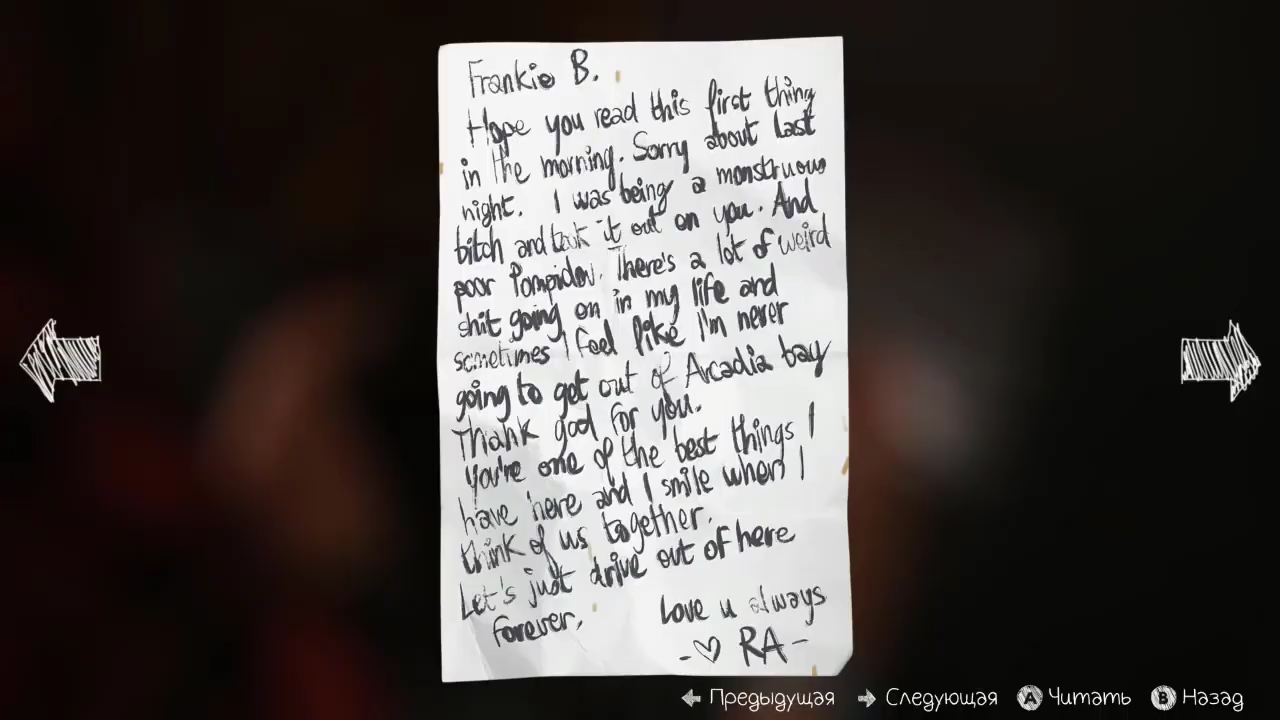 Frankie B.
Hope you read this first thing
in the morning. Sorry about last
night. I was being a monstruous
bitch and took it out on you. And
poor Pompidou. There's a lot of weird
shit going on in my life and
sometimes I feel like I'm never
going to get out of Arcadia bay
Thank god for you.
You're one of the best things I
have here and I smile when I
think of us together.
Let's just drive out of here
forever.
Love u always
-♡ RA-
Предыдущая Следующая A Читать B Назад